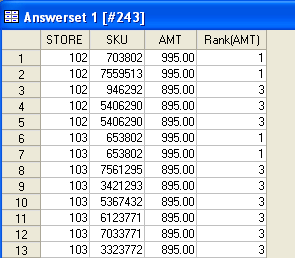 Answerset 1 [#243]
STORE SKU AMT Rank(AMT)
1 102 703802 995.00 1
2 102 7559513 995.00 1
3 102 946292 895.00 3
4 102 5406290 895.00 3
5 102 5406290 895.00 3
6 103 653802 995.00 1
7 103 653802 995.00 1
8 103 7561295 895.00 3
9 103 3421293 895.00 3
10 103 5367432 895.00 3
11 103 6123771 895.00 3
12 103 7033771 895.00 3
13 103 3323772 895.00 3